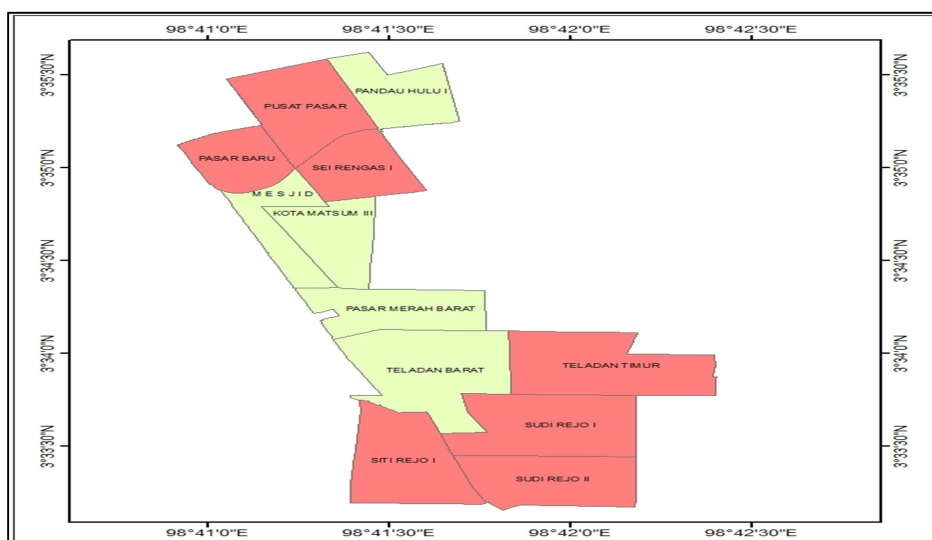 98°41'0"E 98°41'30"E 98°42'0"E 98°42'30"E
3°35'30"N 3°35'30"N
PANDAU HULU I
PUSAT PASAR
PASAR BARU
SEI RENGAS I
3°35'0"N 3°35'0"N
MESJID
KOTA MATSUM III
3°34'30"N 3°34'30"N
PASAR MERAH BARAT
3°34'0"N 3°34'0"N
TELADAN TIMUR
TELADAN BARAT
SUDI REJO I
3°33'30"N 3°33'30"N
SITI REJO I
SUDI REJO II
98°41'0"E 98°41'30"E 98°42'0"E 98°42'30"E